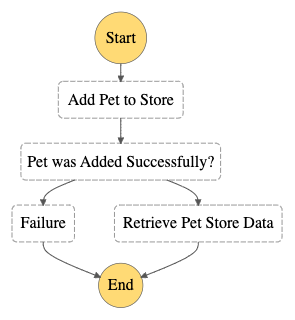 Start
Add Pet to Store
Pet was Added Successfully?
Failure
Retrieve Pet Store Data
End